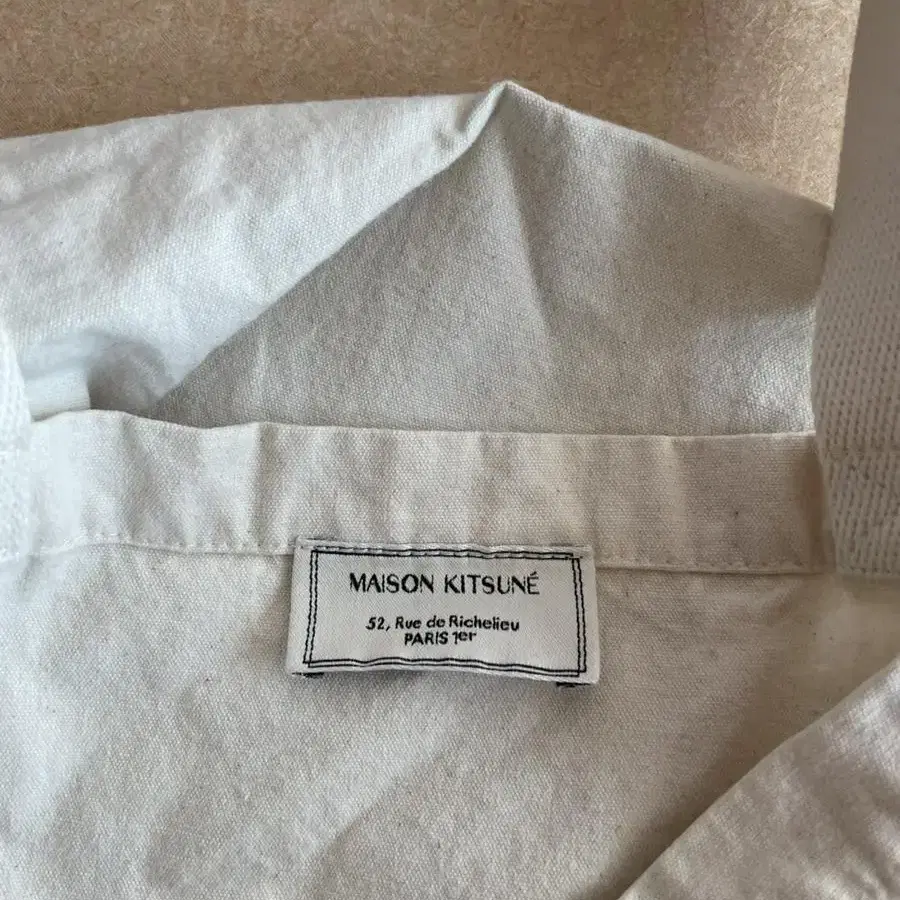 MAISON KITSUNÉ
52, Rue de Richelieu
PARIS 1er